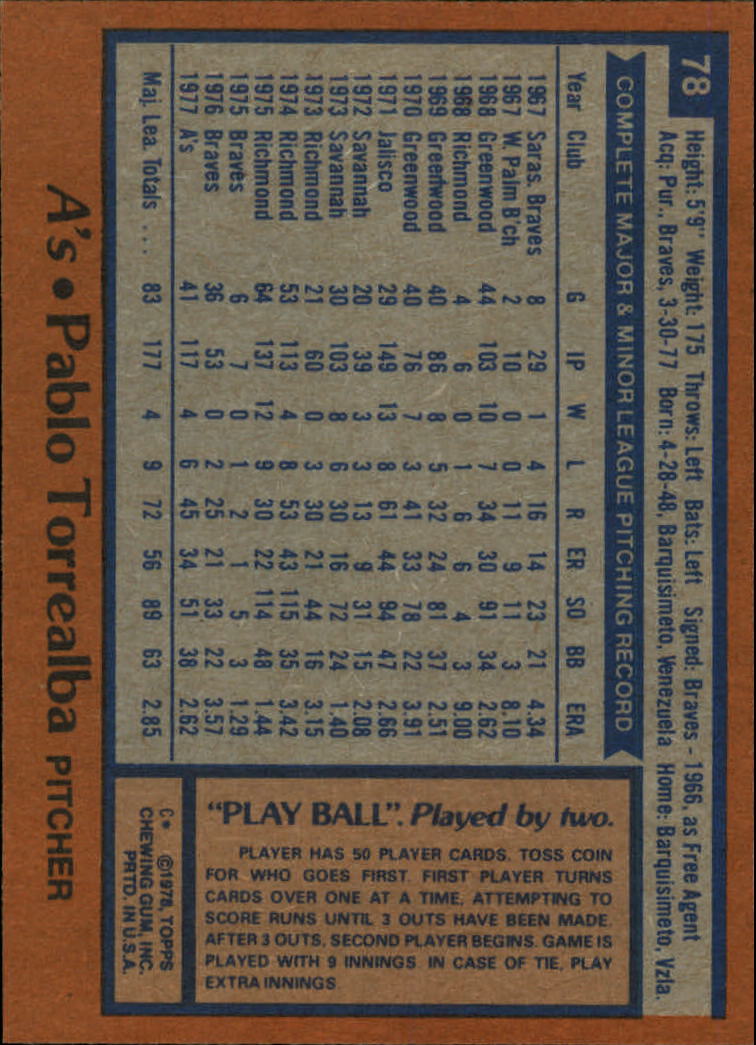 78
Height: 5'9" Weight: 175 Throws: Left Bats: Left Signed: Braves - 1966, as Free Agent
Acq: Pur., Braves, 3-30-77 Born: 4-28-48, Barquisimeto, Venezuela Home: Barquisimeto, Vzla.
COMPLETE MAJOR & MINOR LEAGUE PITCHING RECORD
Year Club G IP W L R ER SO BB ERA
1967 Saras. Braves 8 29 1 4 16 14 23 21 4.34
1967 W. Palm B'ch 2 10 0 0 11 9 11 3 8.10
1968 Greenwood 44 103 10 7 34 30 91 34 2.62
1968 Richmond 4 6 0 1 6 6 4 3 9.00
1969 Greenwood 40 86 8 5 32 24 81 37 2.51
1970 Greenwood 40 76 7 3 41 33 78 22 3.91
1971 Jalisco 29 149 13 8 61 44 94 47 2.66
1972 Savannah 20 39 3 3 13 9 31 15 2.08
1973 Savannah 30 103 8 6 30 16 72 24 1.40
1973 Richmond 21 60 0 3 30 21 44 16 3.15
1974 Richmond 53 113 4 8 53 43 115 35 3.42
1975 Richmond 64 137 12 9 30 22 114 48 1.44
1975 Braves 6 7 0 1 2 1 5 3 1.29
1976 Braves 36 53 0 2 25 21 33 22 3.57
1977 A's 41 117 4 6 45 34 51 38 2.62
Maj. Lea. Totals ... 83 177 4 9 72 56 89 63 2.85
A's • Pablo Torrealba PITCHER
"PLAY BALL". Played by two.
PLAYER HAS 50 PLAYER CARDS. TOSS COIN
FOR WHO GOES FIRST. FIRST PLAYER TURNS
CARDS OVER ONE AT A TIME, ATTEMPTING TO
SCORE RUNS UNTIL 3 OUTS HAVE BEEN MADE.
AFTER 3 OUTS, SECOND PLAYER BEGINS. GAME IS
PLAYED WITH 9 INNINGS. IN CASE OF TIE, PLAY
EXTRA INNINGS.
C* ©1978, TOPPS
CHEWING GUM, INC.
PRTD. IN U.S.A.